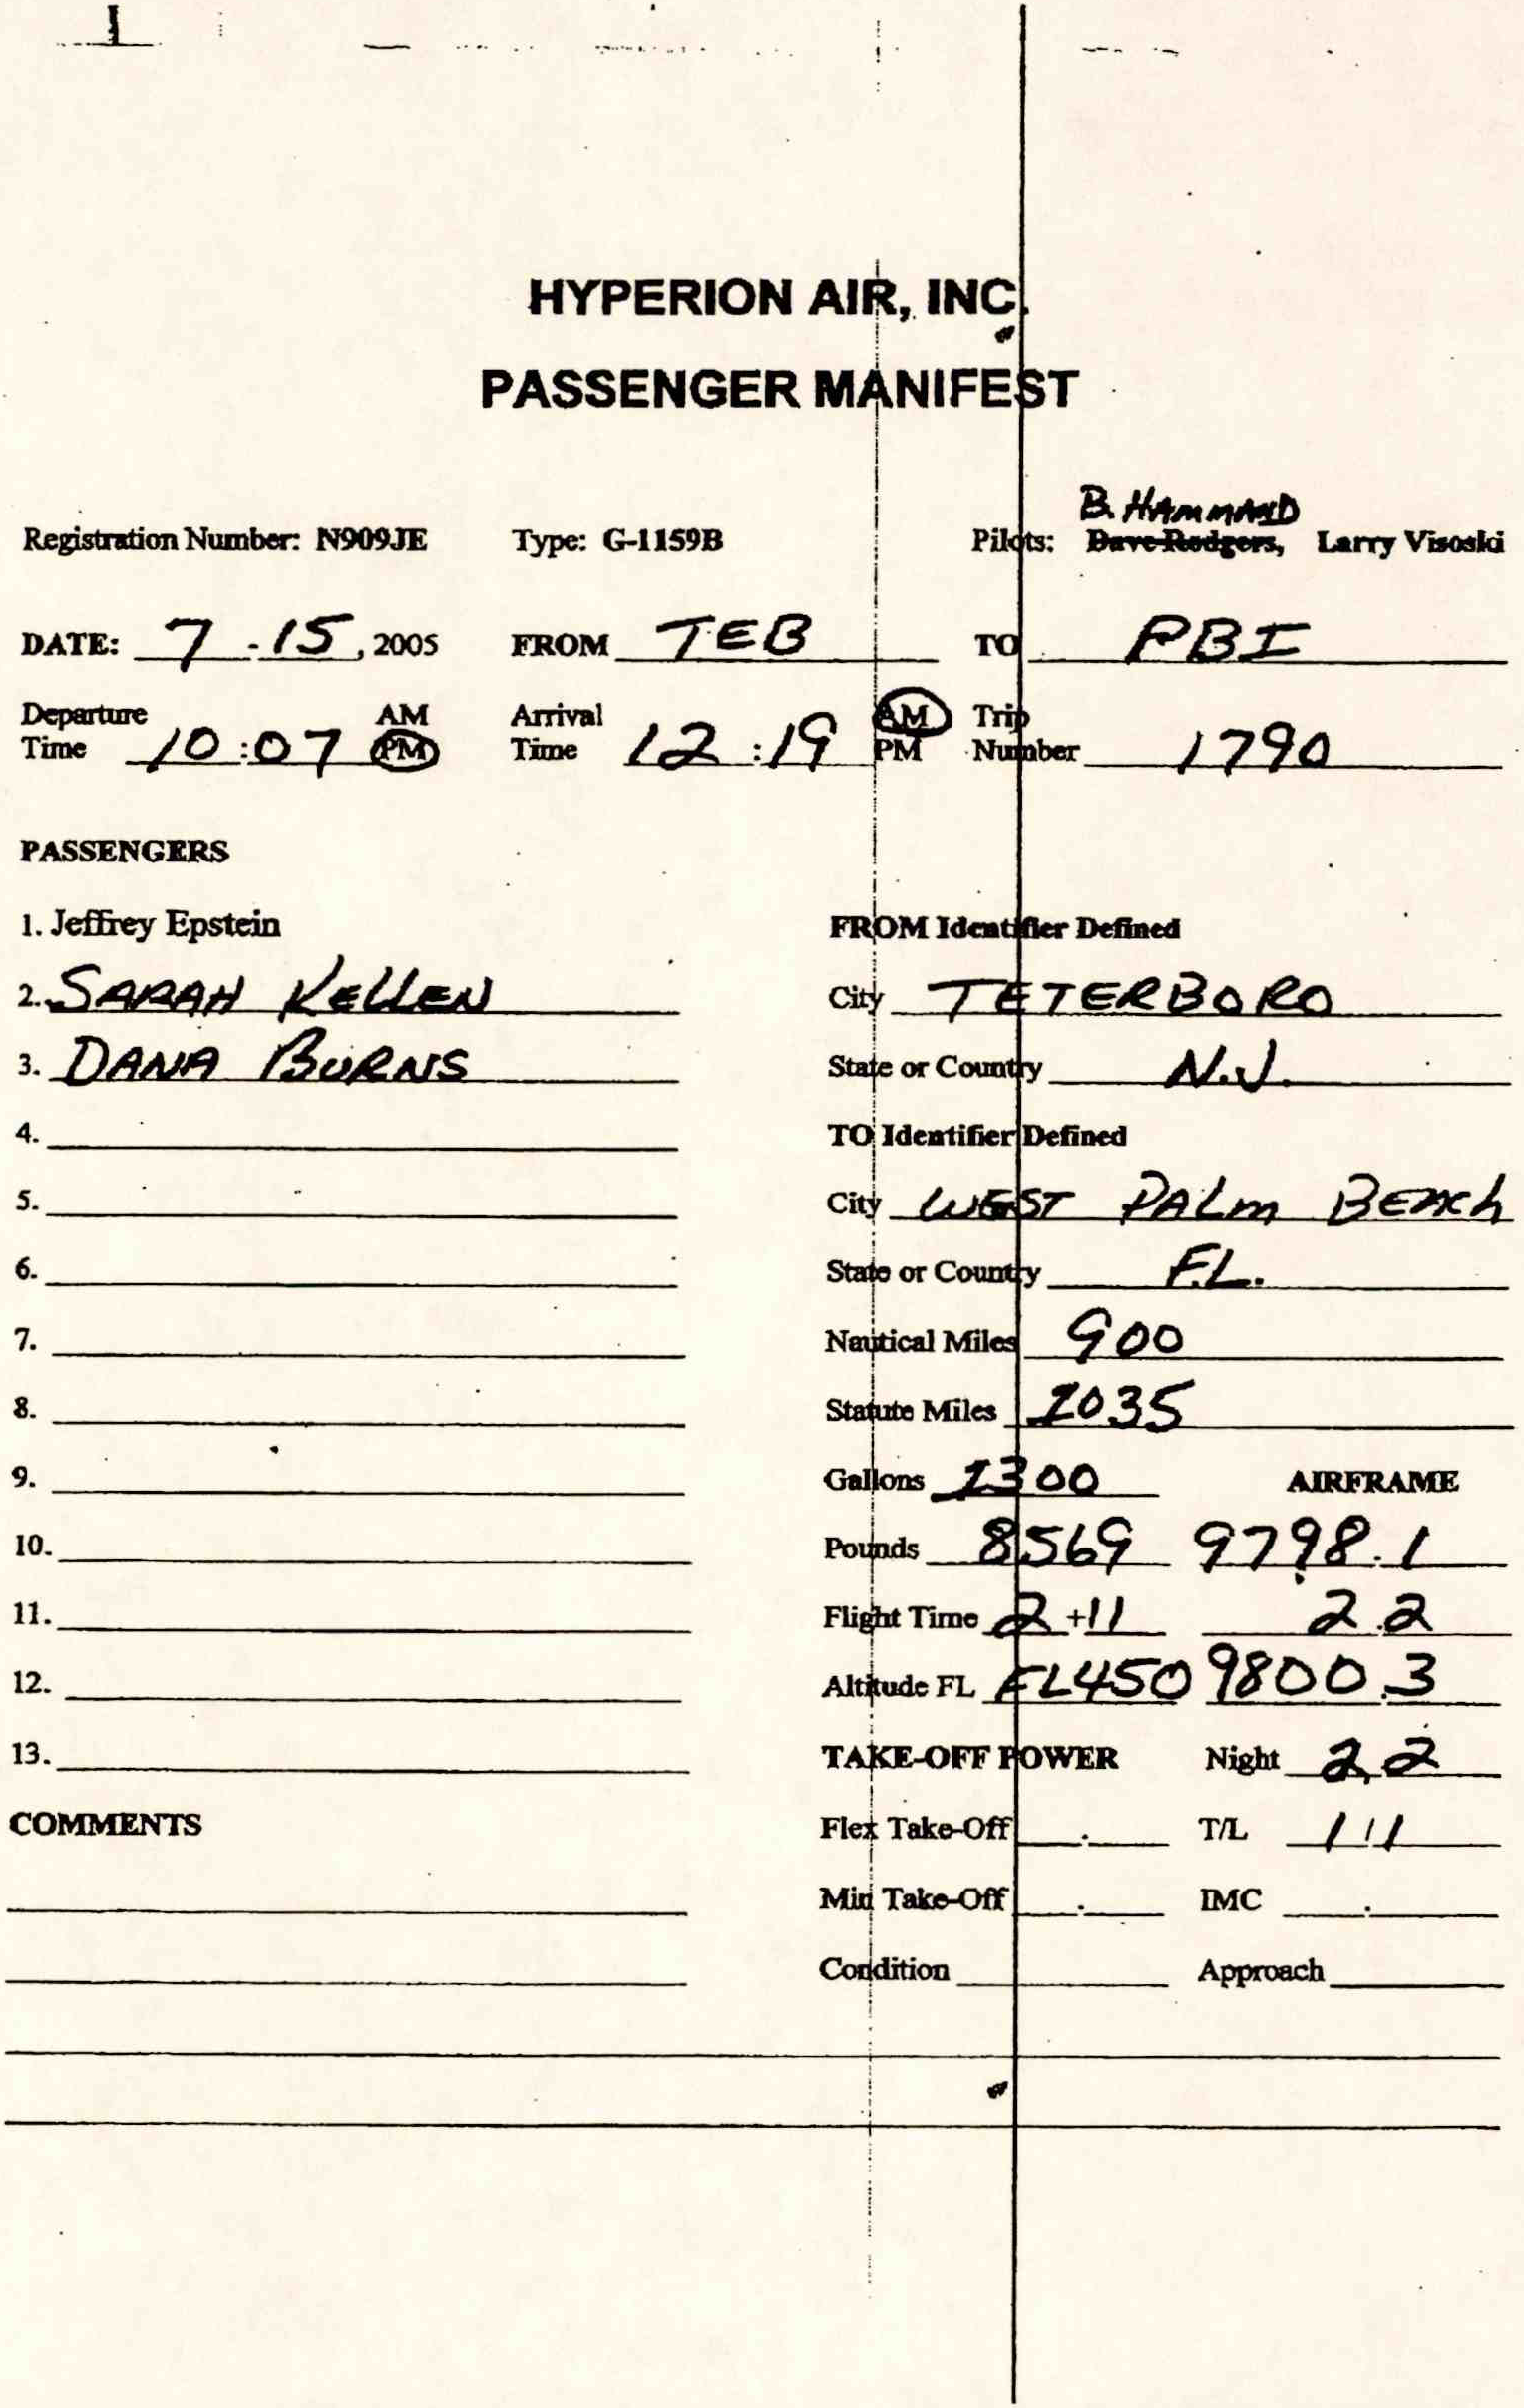 HYPERION AIR, INC.
PASSENGER MANIFEST
B. HAMMAND
Registration Number: N909JE Type: G-1159B Pilots: Dave Rodgers, Larry Visoski
DATE: 7-15, 2005 FROM TEB TO PBI
Departure AM Arrival AM Trip
Time 10:07 PM Time 12:19 PM Number 1790
PASSENGERS
1. Jeffrey Epstein FROM Identifier Defined
2. SARAH KELLEN City TETERBORO
3. DANA BURNS State or Country N.J.
4. TO Identifier Defined
5. City WEST PALM BEACH
6. State or Country F.L.
7. Nautical Miles 900
8. Statute Miles 1035
9. Gallons 1300 AIRFRAME
10. Pounds 8569 9798.1
11. Flight Time 2+11 2.2
12. Altitude FL FL450 9800.3
13. TAKE-OFF POWER Night 2.2
COMMENTS Flex Take-Off T/L 1/1
Min Take-Off IMC
Condition Approach